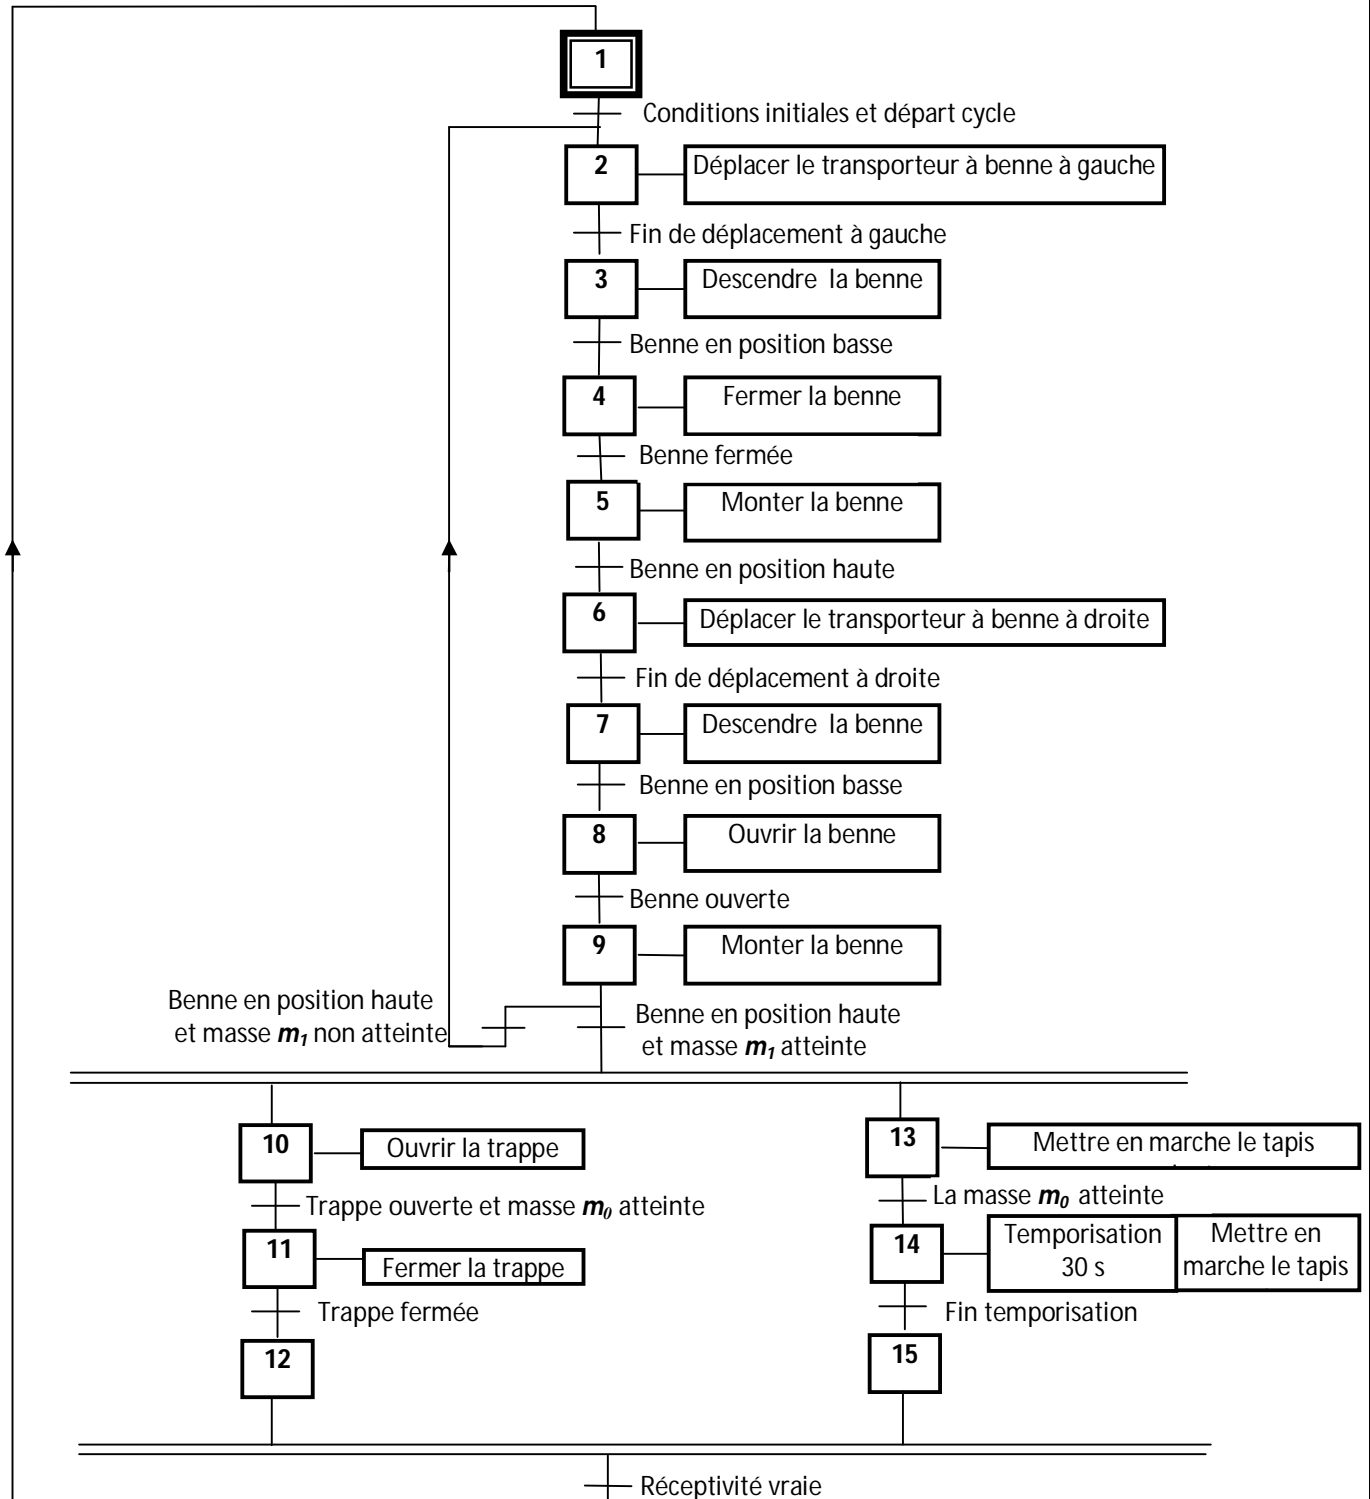 1
Conditions initiales et départ cycle
2
Déplacer le transporteur à benne à gauche
Fin de déplacement à gauche
3
Descendre la benne
Benne en position basse
4
Fermer la benne
Benne fermée
5
Monter la benne
Benne en position haute
6
Déplacer le transporteur à benne à droite
Fin de déplacement à droite
7
Descendre la benne
Benne en position basse
8
Ouvrir la benne
Benne ouverte
9
Monter la benne
Benne en position haute
et masse m1 non atteinte
Benne en position haute
et masse m1 atteinte
10
Ouvrir la trappe
Trappe ouverte et masse m0 atteinte
11
Fermer la trappe
Trappe fermée
12
13
Mettre en marche le tapis
La masse m0 atteinte
14
Temporisation
30 s
Mettre en
marche le tapis
Fin temporisation
15
Réceptivité vraie